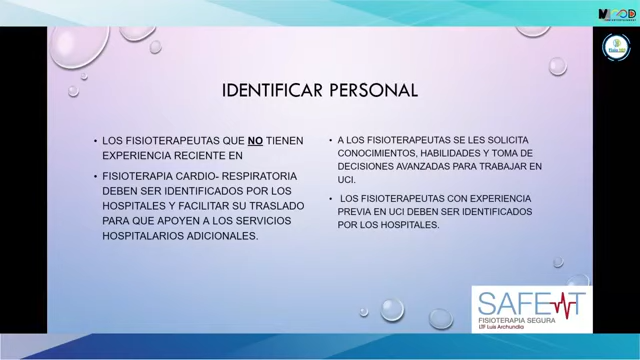 IDENTIFICAR PERSONAL
• LOS FISIOTERAPEUTAS QUE NO TIENEN
EXPERIENCIA RECIENTE EN
• FISIOTERAPIA CARDIO- RESPIRATORIA
DEBEN SER IDENTIFICADOS POR LOS
HOSPITALES Y FACILITAR SU TRASLADO
PARA QUE APOYEN A LOS SERVICIOS
HOSPITALARIOS ADICIONALES.
• A LOS FISIOTERAPEUTAS SE LES SOLICITA
CONOCIMIENTOS, HABILIDADES Y TOMA DE
DECISIONES AVANZADAS PARA TRABAJAR EN
UCI.
• LOS FISIOTERAPEUTAS CON EXPERIENCIA
PREVIA EN UCI DEBEN SER IDENTIFICADOS
POR LOS HOSPITALES.
SAFE T
FISIOTERAPIA SEGURA
LTF Luis Archundia